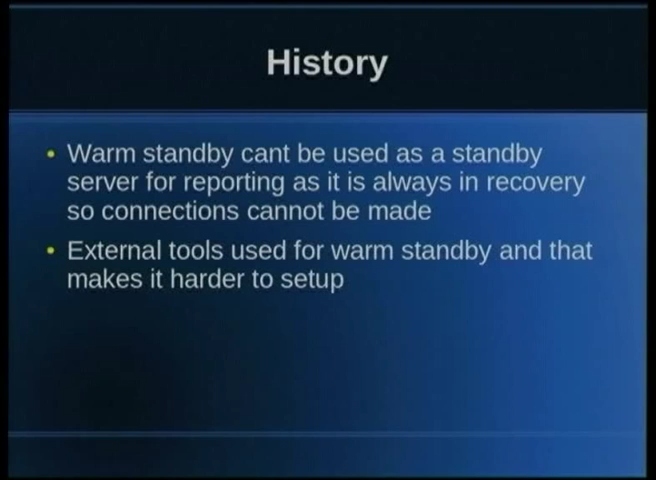 History
• Warm standby cant be used as a standby
server for reporting as it is always in recovery
so connections cannot be made
• External tools used for warm standby and that
makes it harder to setup